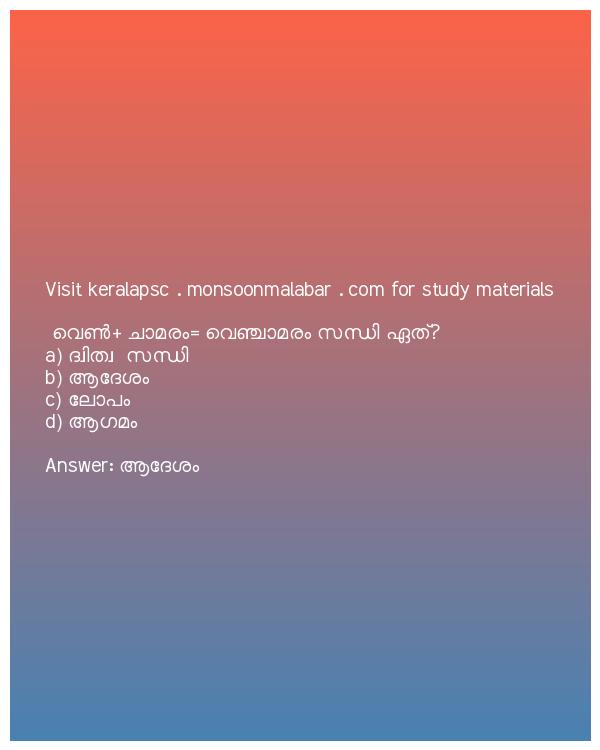 Visit keralapsc . monsoonmalabar . com for study materials
വെൺ+ ചാമരം= വെഞ്ചാമരം സന്ധി ഏത്?
a) ദ്വിത്വ സന്ധി
b) ആദേശം
c) ലോപം
d) ആഗമം
Answer: ആദേശം